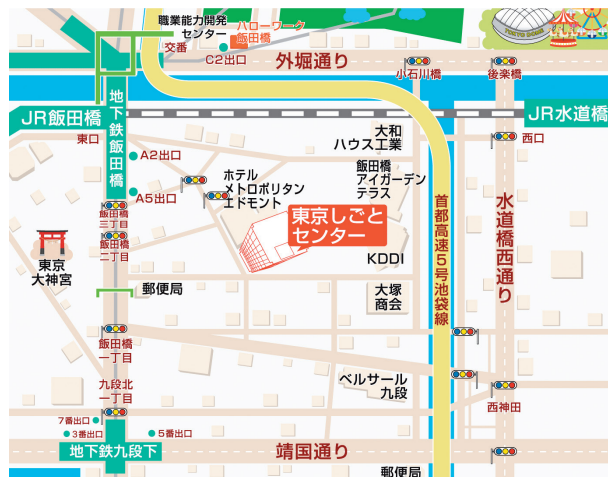 職業能力開発
センター
ハローワーク
飯田橋
交番
C2出口
外堀通り
TOKYO DOME
小石川橋
後楽橋
JR飯田橋
地下鉄飯田橋
JR水道橋
東口
西口
大和
ハウス工業
A2出口
A5出口
ホテル
メトロポリタン
エドモント
飯田橋
アイガーデン
テラス
東京しごと
センター
首都高速5号池袋線
水道橋西通り
飯田橋
三丁目
飯田橋
二丁目
東京
大神宮
KDDI
郵便局
大塚
商会
飯田橋
一丁目
ベルサール
九段
九段北
一丁目
西神田
7番出口
3番出口
5番出口
地下鉄九段下
靖国通り
郵便局